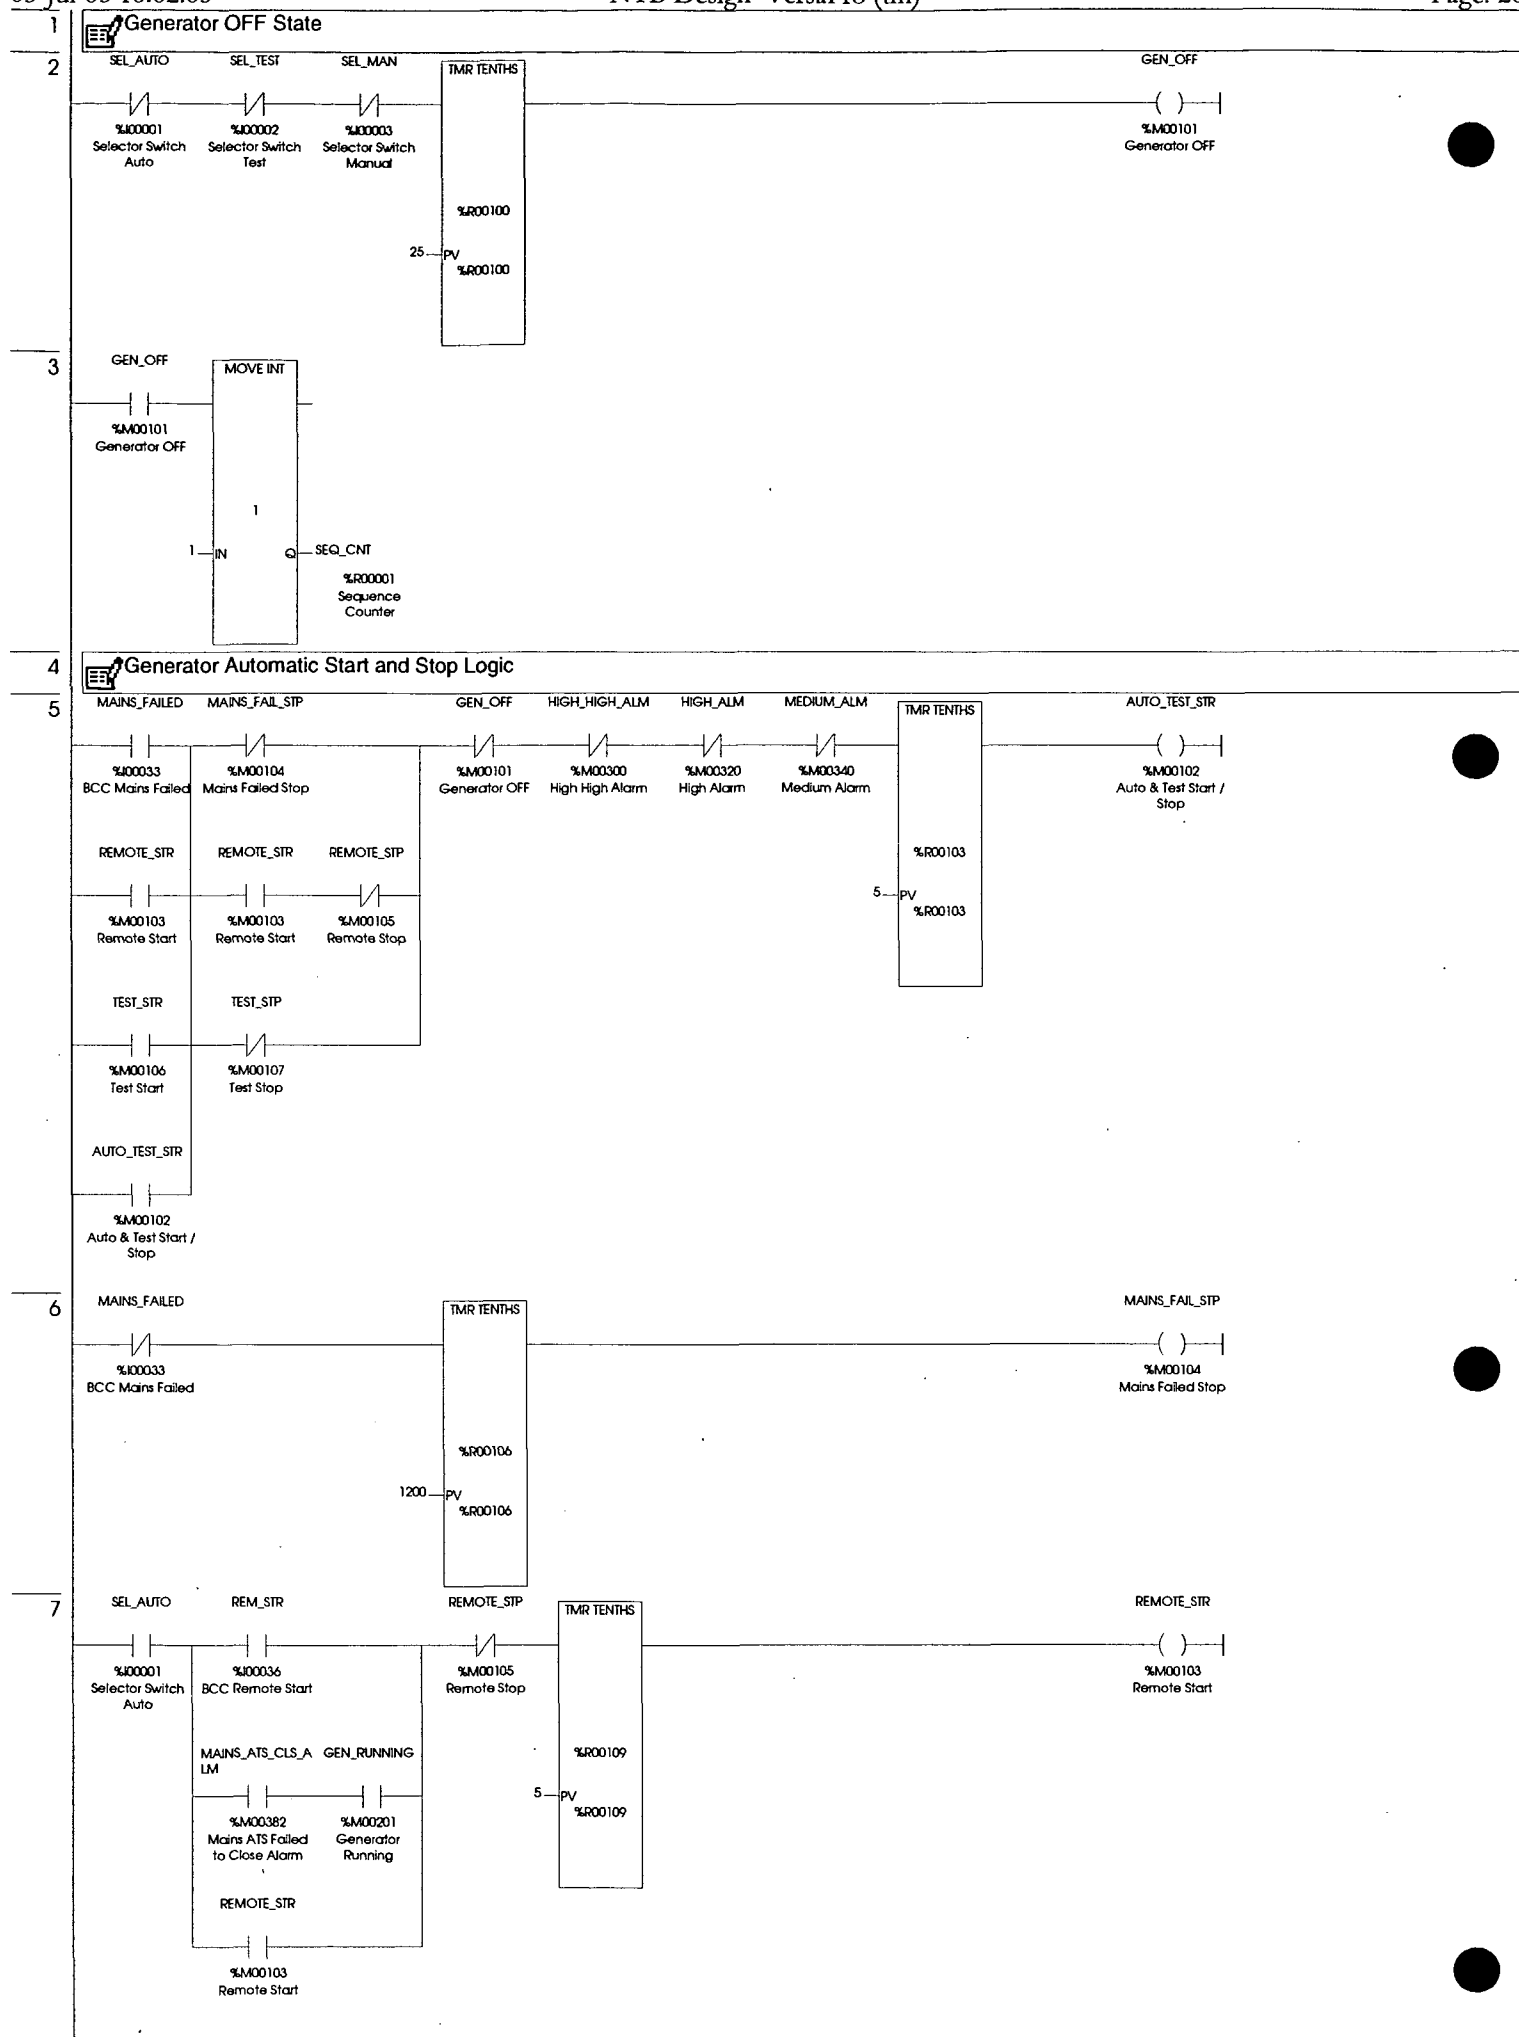 1
Generator OFF State
2
SEL_AUTO SEL_TEST SEL_MAN TMR TENTHS GEN_OFF
%I00001 %I00002 %I00003 %M00101
Selector Switch Selector Switch Selector Switch Generator OFF
Auto Test Manual
%R00100
25 PV
%R00100
3
GEN_OFF MOVE INT
%M00101
Generator OFF
1
1 IN Q SEQ_CNT
%R00001
Sequence
Counter
4
Generator Automatic Start and Stop Logic
5
MAINS_FAILED MAINS_FAIL_STP GEN_OFF HIGH_HIGH_ALM HIGH_ALM MEDIUM_ALM TMR TENTHS AUTO_TEST_STR
%I00033 %M00104 %M00101 %M00300 %M00320 %M00340 %M00102
BCC Mains Failed Mains Failed Stop Generator OFF High High Alarm High Alarm Medium Alarm Auto & Test Start /
Stop
REMOTE_STR REMOTE_STR REMOTE_STP %R00103
5 PV
%M00103 %M00103 %M00105 %R00103
Remote Start Remote Start Remote Stop
TEST_STR TEST_STP
%M00106 %M00107
Test Start Test Stop
AUTO_TEST_STR
%M00102
Auto & Test Start /
Stop
6
MAINS_FAILED TMR TENTHS MAINS_FAIL_STP
%I00033 %M00104
BCC Mains Failed Mains Failed Stop
%R00106
1200 PV
%R00106
7
SEL_AUTO REM_STR REMOTE_STP TMR TENTHS REMOTE_STR
%I00001 %I00036 %M00105 %M00103
Selector Switch BCC Remote Start Remote Stop Remote Start
Auto
MAINS_ATS_CLS_A GEN_RUNNING %R00109
LM
5 PV
%M00382 %M00201 %R00109
Mains ATS Failed Generator
to Close Alarm Running
REMOTE_STR
%M00103
Remote Start